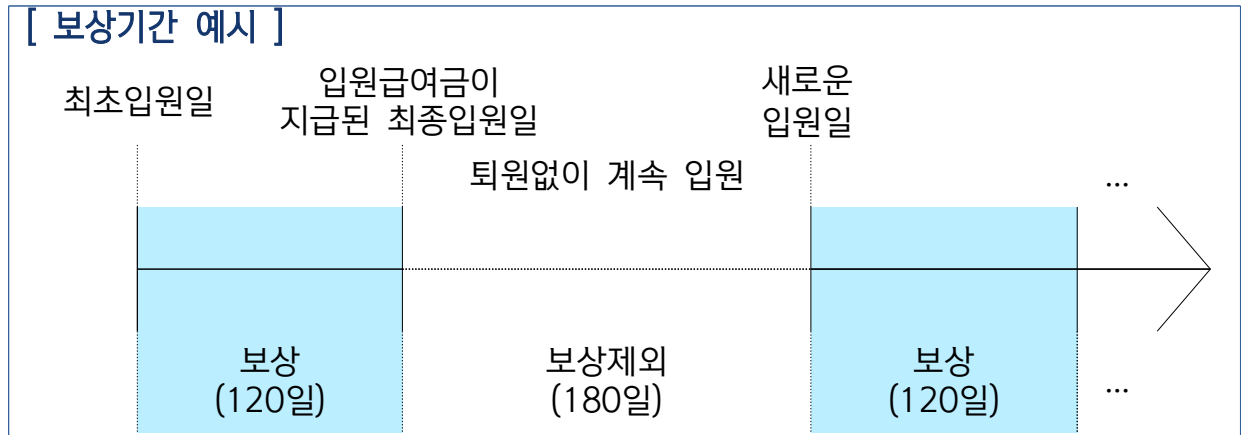 [ 보상기간 예시 ]
최초입원일
입원급여금이
지급된 최종입원일
새로운
입원일
퇴원없이 계속 입원
...
보상
(120일)
보상제외
(180일)
보상
(120일)
...